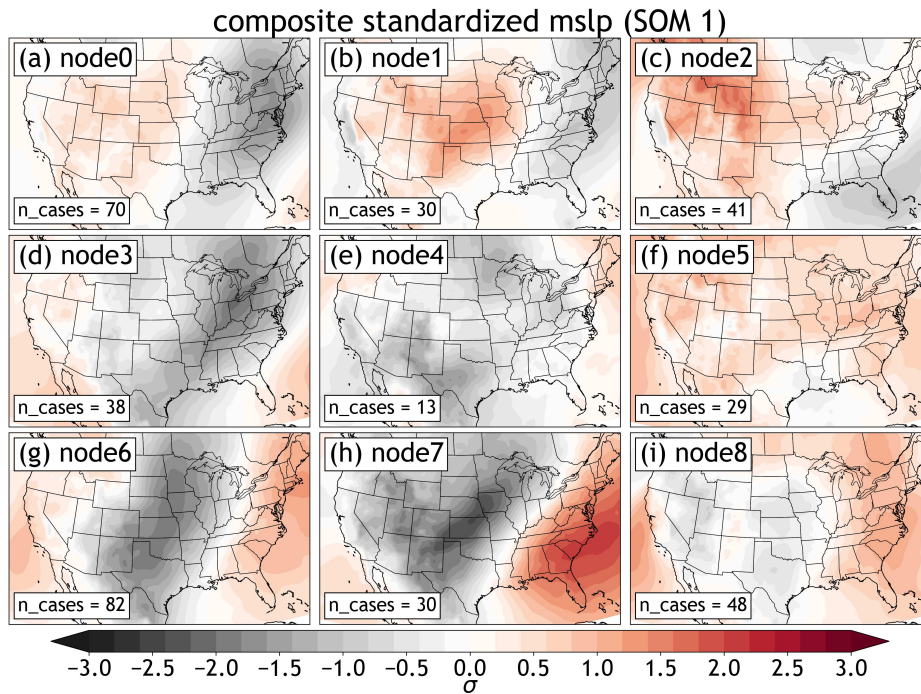 composite standardized mslp (SOM 1)
(a) node0
(b) node1
(c) node2
n_cases = 70
n_cases = 30
n_cases = 41
(d) node3
(e) node4
(f) node5
n_cases = 38
n_cases = 13
n_cases = 29
(g) node6
(h) node7
(i) node8
n_cases = 82
n_cases = 30
n_cases = 48
−3.0 −2.5 −2.0 −1.5 −1.0 −0.5 0.0 0.5 1.0 1.5 2.0 2.5 3.0
σ